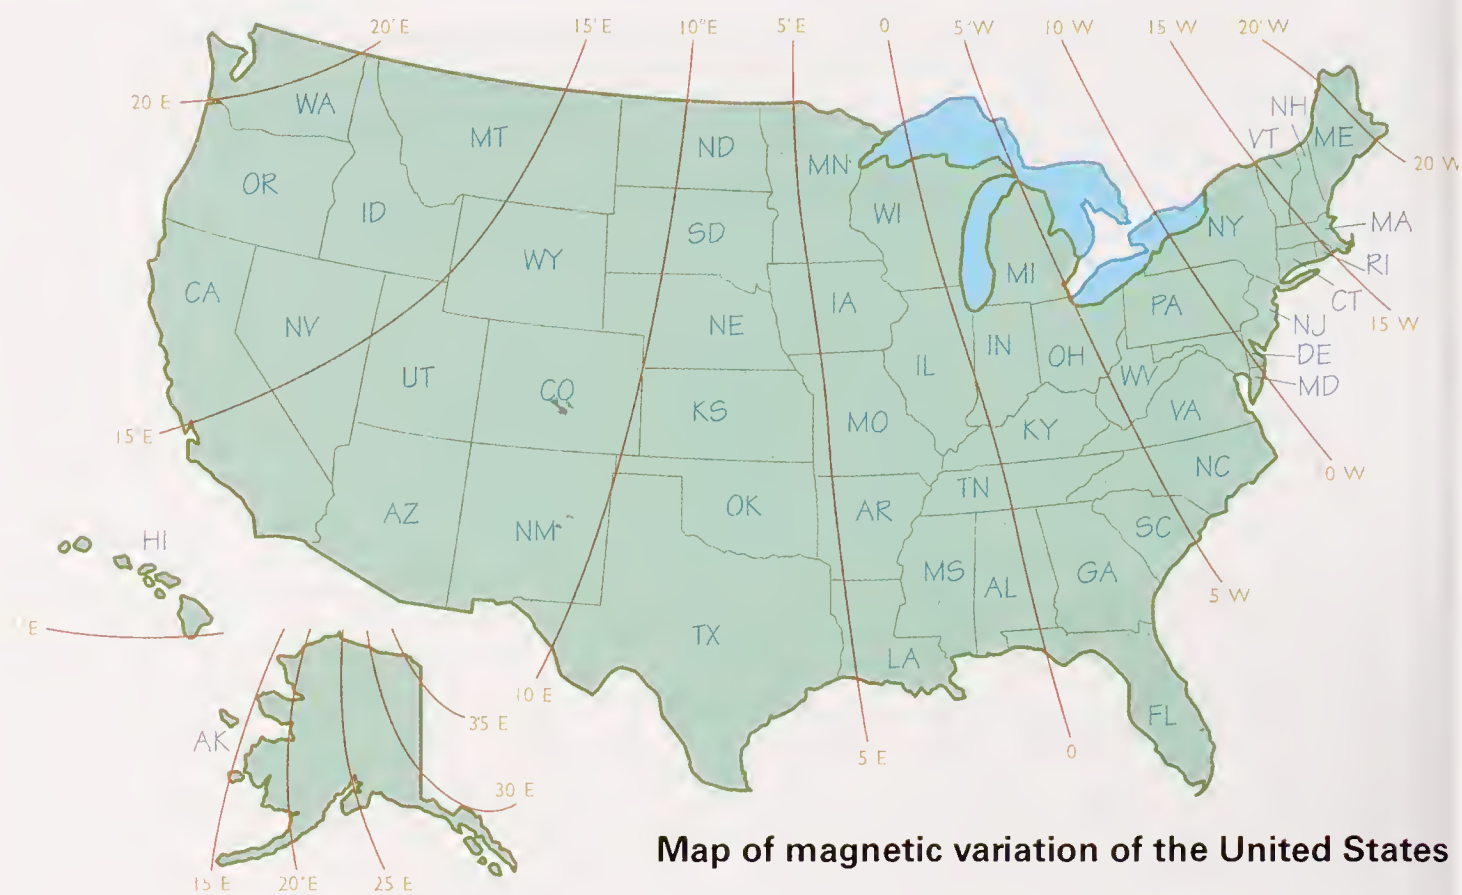 20°E 15°E 10°E 5°E 0 5°W 10 W 15 W 20°W
20 E
WA
MT
ND
MN
NH
VT
ME
20 W
OR
ID
SD
WI
NY
MA
WY
MI
RI
CA
NV
NE
IA
PA
CT
NJ
15 W
UT
CO
IL
IN
OH
WV
DE
MD
KS
MO
KY
VA
15 E
NC
0 W
AZ
NM
OK
AR
TN
SC
HI
MS
AL
GA
5 W
E
TX
LA
10 E
35 E
FL
AK
5 E
0
30 E
15 E 20°E 25 E
Map of magnetic variation of the United States